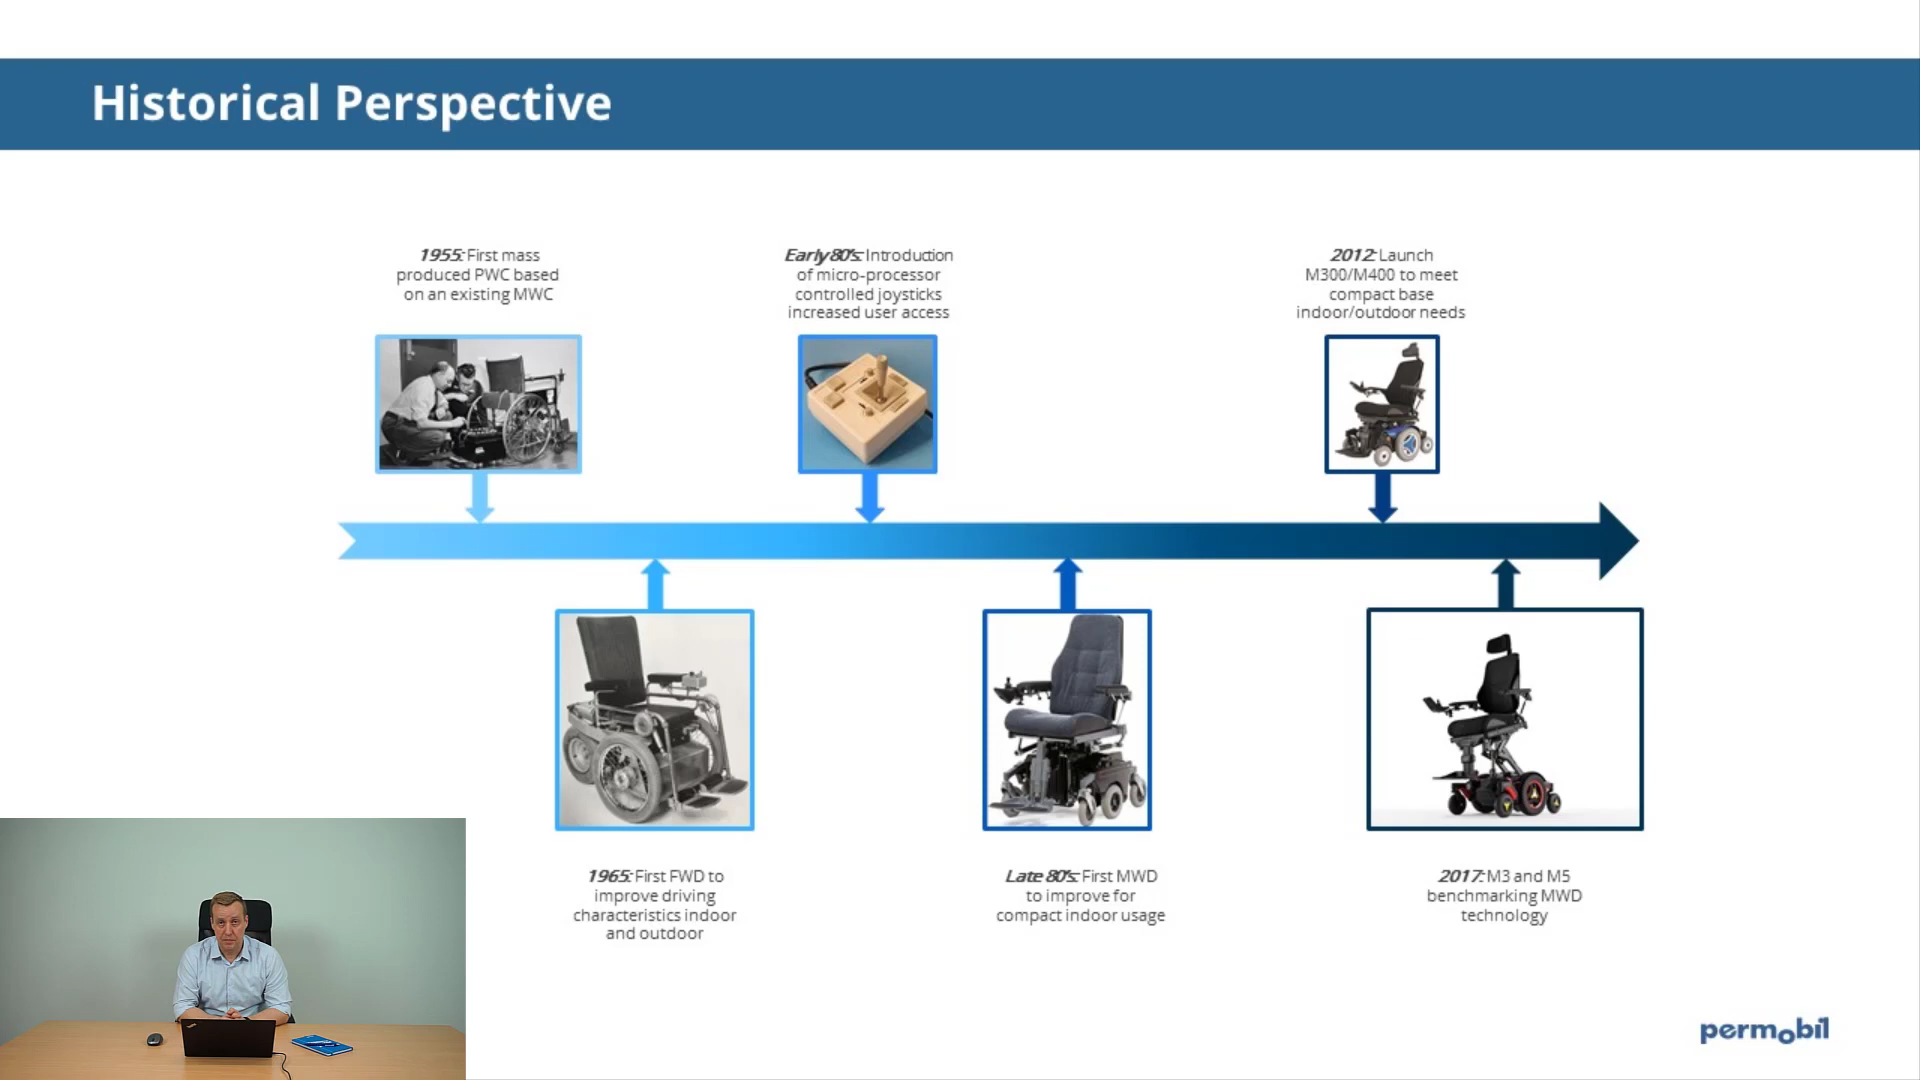 Historical Perspective
1955: First mass
produced PWC based
on an existing MWC
Early 80's: Introduction
of micro-processor
controlled joysticks
increased user access
2012: Launch
M300/M400 to meet
compact base
indoor/outdoor needs
1965: First FWD to
improve driving
characteristics indoor
and outdoor
Late 80's: First MWD
to improve for
compact indoor usage
2017: M3 and M5
benchmarking MWD
technology
permobil